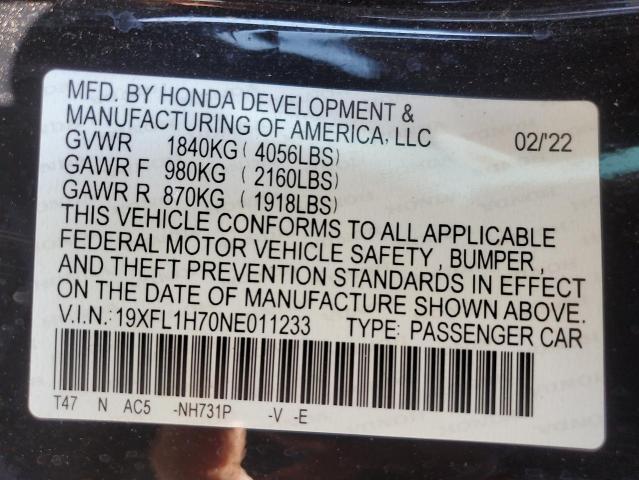 MFD. BY HONDA DEVELOPMENT &
MANUFACTURING OF AMERICA, LLC 02/'22
GVWR 1840KG ( 4056LBS)
GAWR F 980KG ( 2160LBS)
GAWR R 870KG ( 1918LBS)
THIS VEHICLE CONFORMS TO ALL APPLICABLE
FEDERAL MOTOR VEHICLE SAFETY , BUMPER ,
AND THEFT PREVENTION STANDARDS IN EFFECT
ON THE DATE OF MANUFACTURE SHOWN ABOVE.
V.I.N.:19XFL1H70NE011233 TYPE: PASSENGER CAR
T47 N AC5 -NH731P -V -E